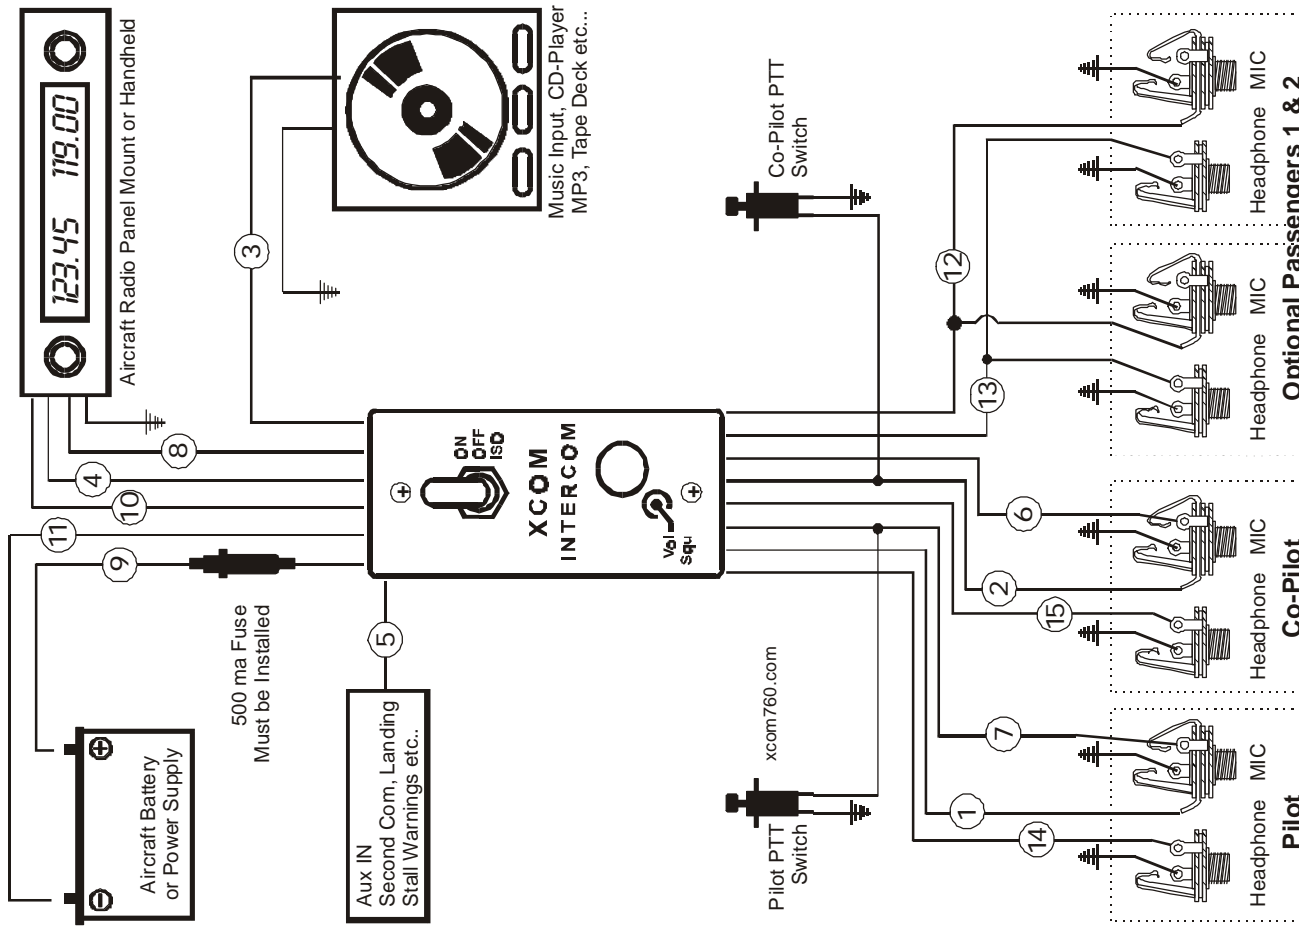 Aircraft Battery
or Power Supply
11
9
10
4
8
123.45 119.00
Aircraft Radio Panel Mount or Handheld
500 ma Fuse
Must be Installed
3
Aux IN
Second Com, Landing
Stall Warnings etc..
5
ON
OFF
ISO
XCOM
INTERCOM
Vol
Squ
Music Input, CD-Player
MP3, Tape Deck etc...
Pilot PTT
Switch
xcom760.com
Co-Pilot PTT
Switch
14
1
7
15
2
6
13
12
Headphone MIC
Pilot
Headphone MIC
Co-Pilot
Headphone MIC
Headphone MIC
Optional Passengers 1 & 2